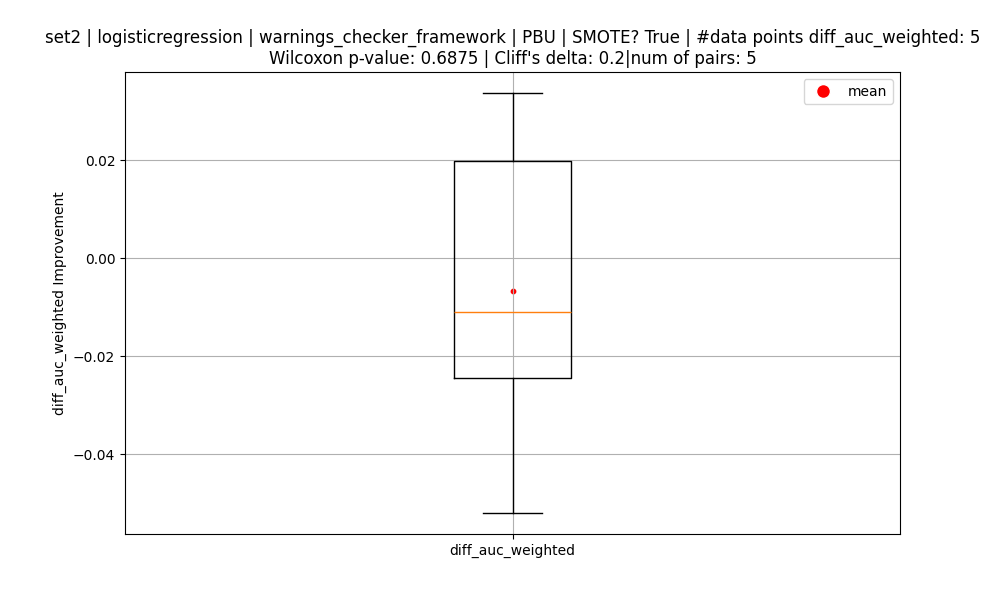 set2 | logisticregression | warnings_checker_framework | PBU | SMOTE? True | #data points diff_auc_weighted: 5
Wilcoxon p-value: 0.6875 | Cliff's delta: 0.2|num of pairs: 5
mean
0.02
0.00
−0.02
−0.04
diff_auc_weighted Improvement
diff_auc_weighted